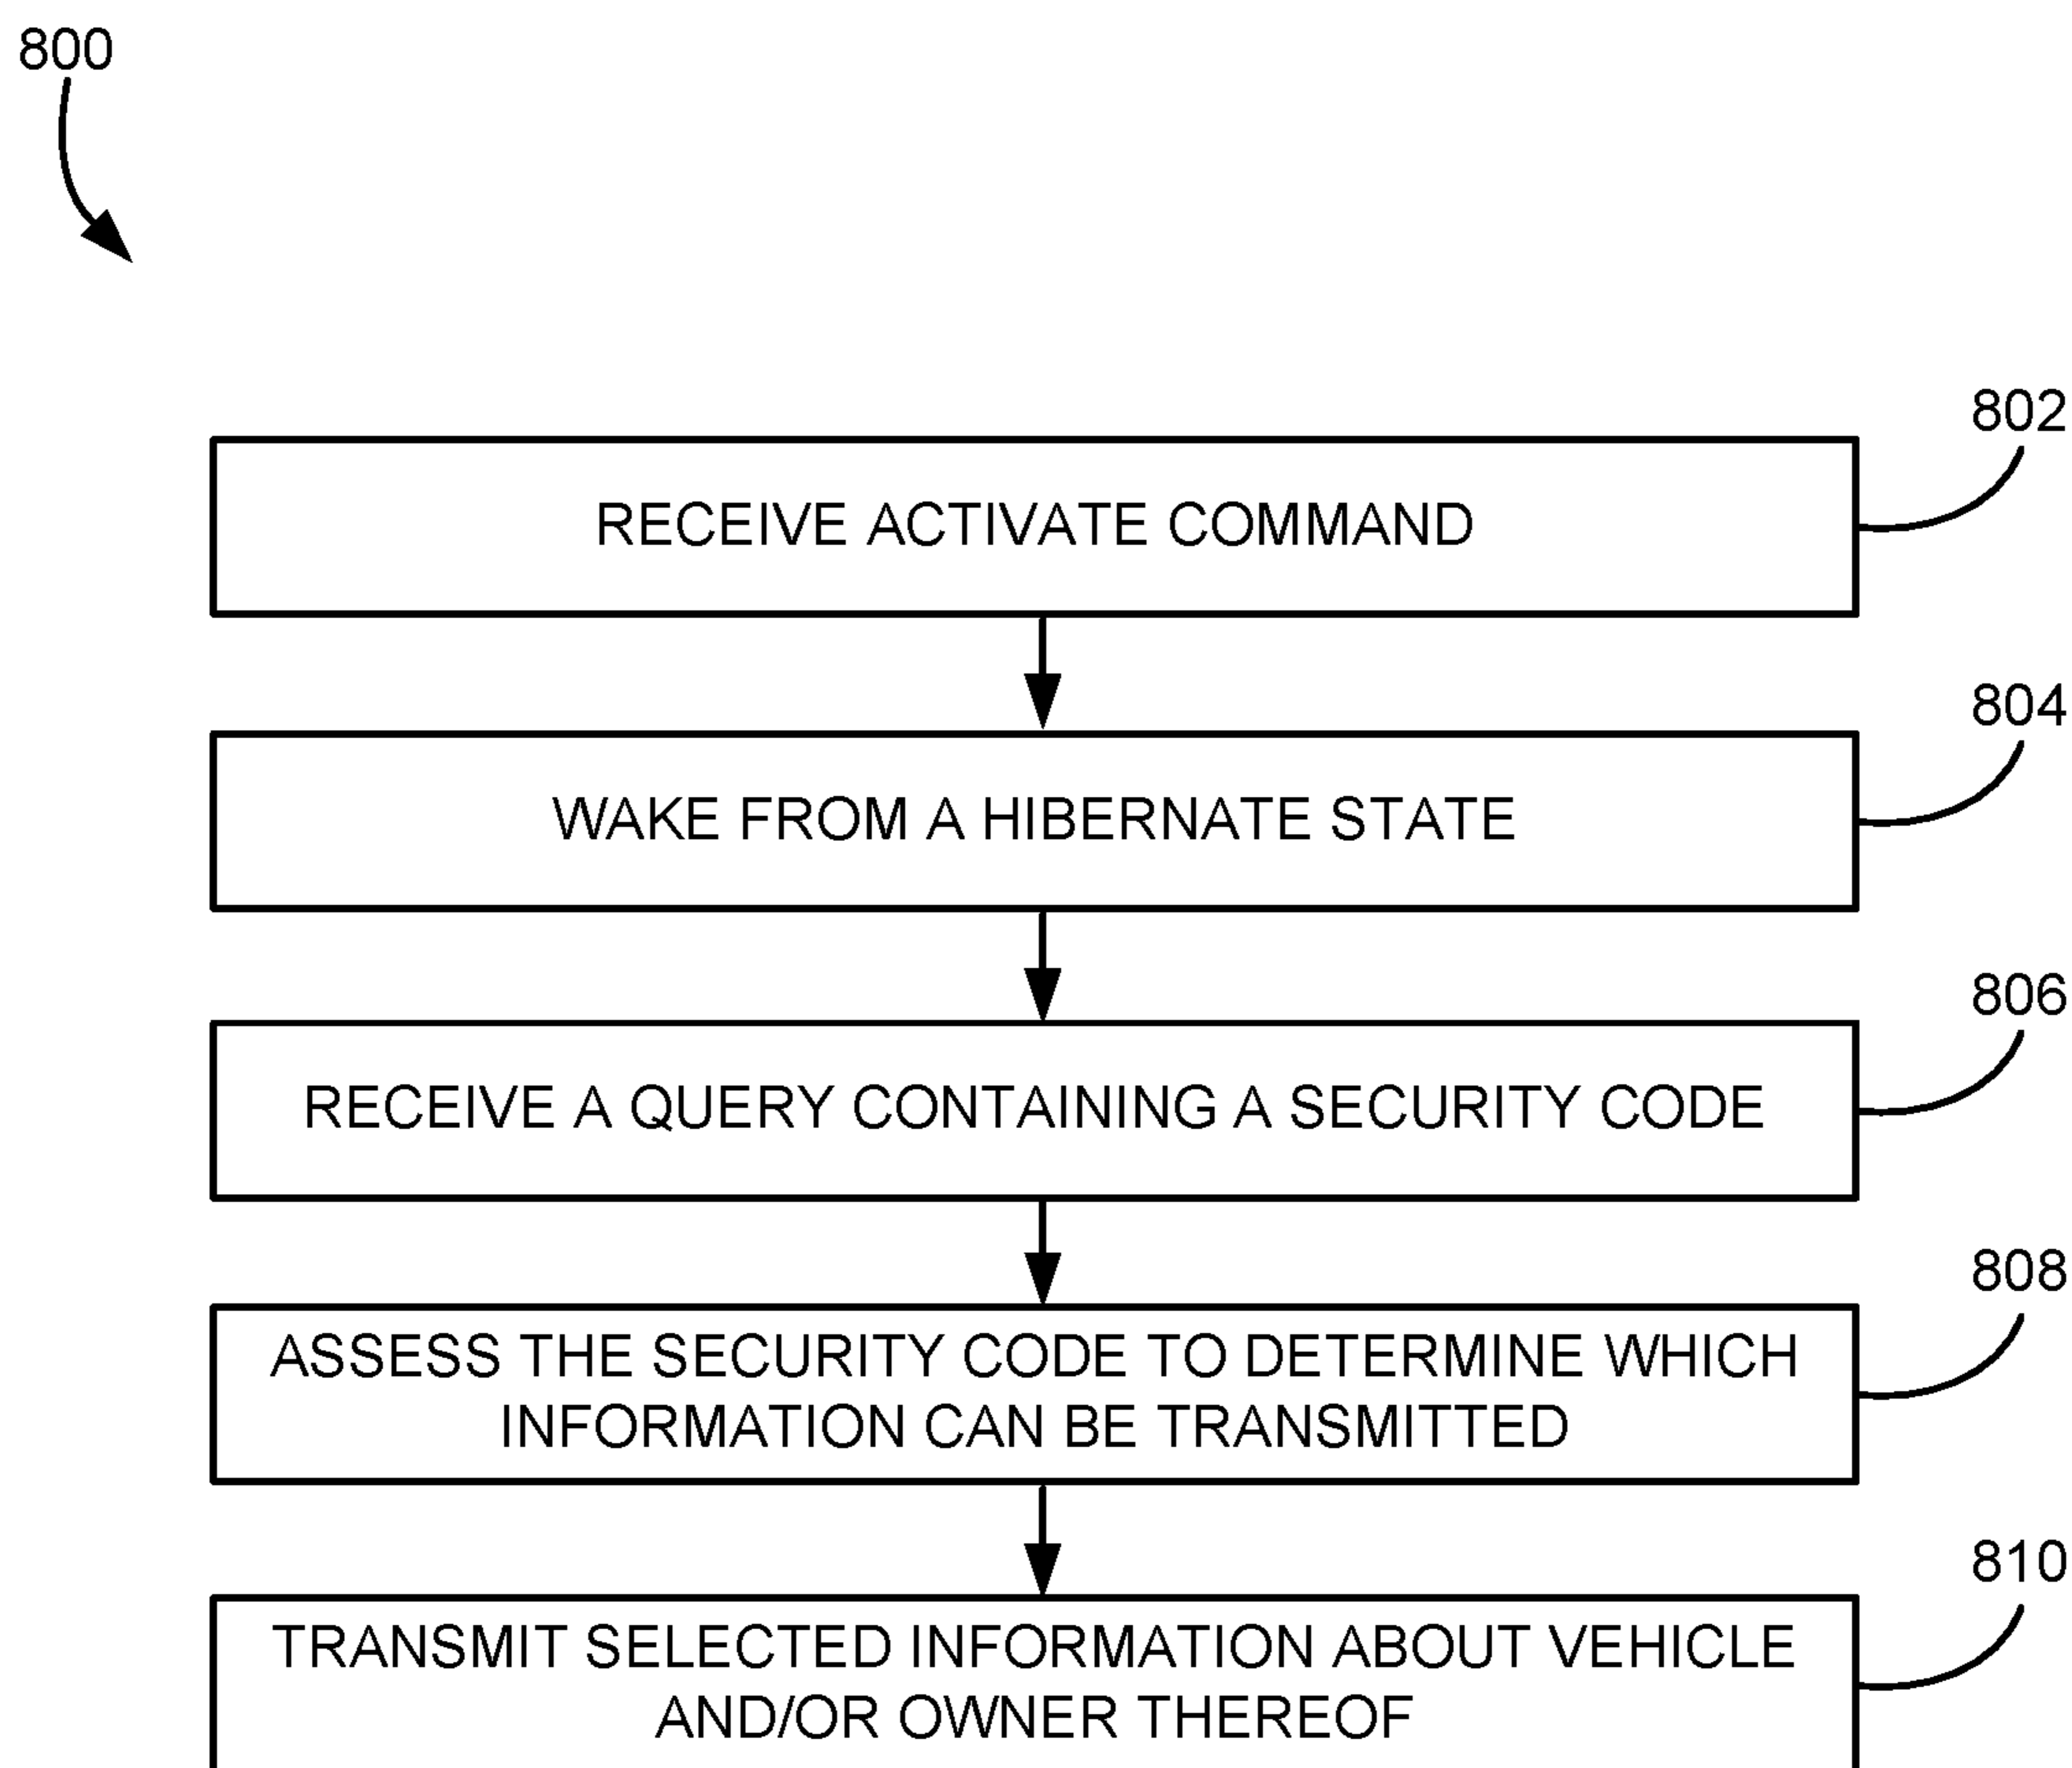 800
802
RECEIVE ACTIVATE COMMAND
804
WAKE FROM A HIBERNATE STATE
806
RECEIVE A QUERY CONTAINING A SECURITY CODE
808
ASSESS THE SECURITY CODE TO DETERMINE WHICH
INFORMATION CAN BE TRANSMITTED
810
TRANSMIT SELECTED INFORMATION ABOUT VEHICLE
AND/OR OWNER THEREOF